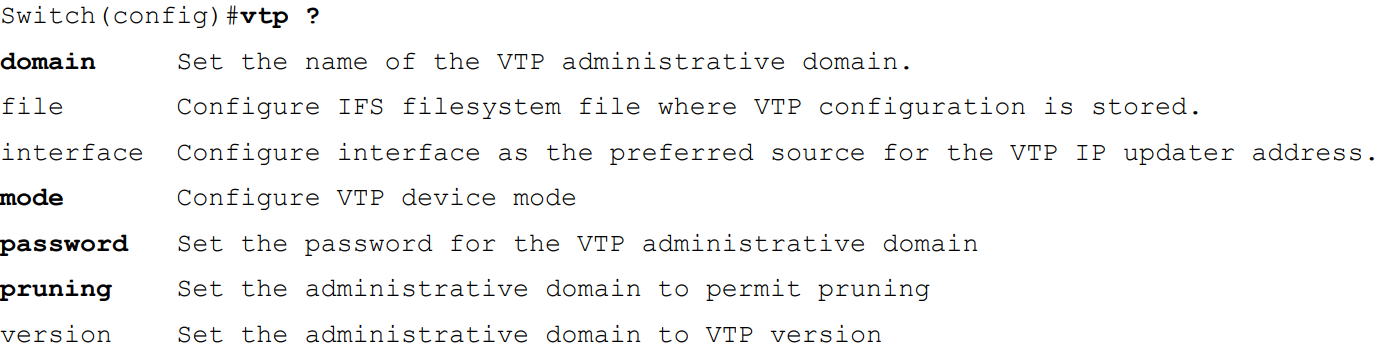 Switch(config)#vtp ?
domain Set the name of the VTP administrative domain.
file Configure IFS filesystem file where VTP configuration is stored.
interface Configure interface as the preferred source for the VTP IP updater address.
mode Configure VTP device mode
password Set the password for the VTP administrative domain
pruning Set the administrative domain to permit pruning
version Set the administrative domain to VTP version